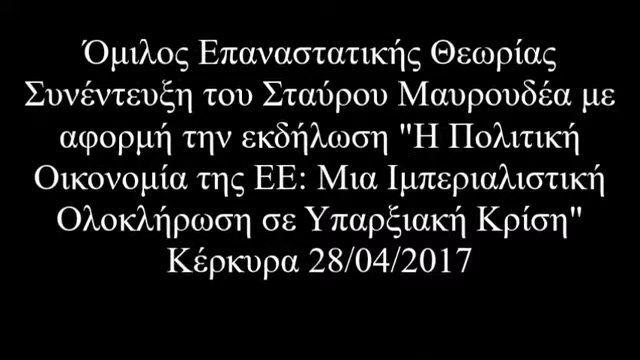 Όμιλος Επαναστατικής Θεωρίας
Συνέντευξη του Σταύρου Μαυρουδέα με
αφορμή την εκδήλωση "Η Πολιτική
Οικονομία της ΕΕ: Μια Ιμπεριαλιστική
Ολοκλήρωση σε Υπαρξιακή Κρίση"
Κέρκυρα 28/04/2017